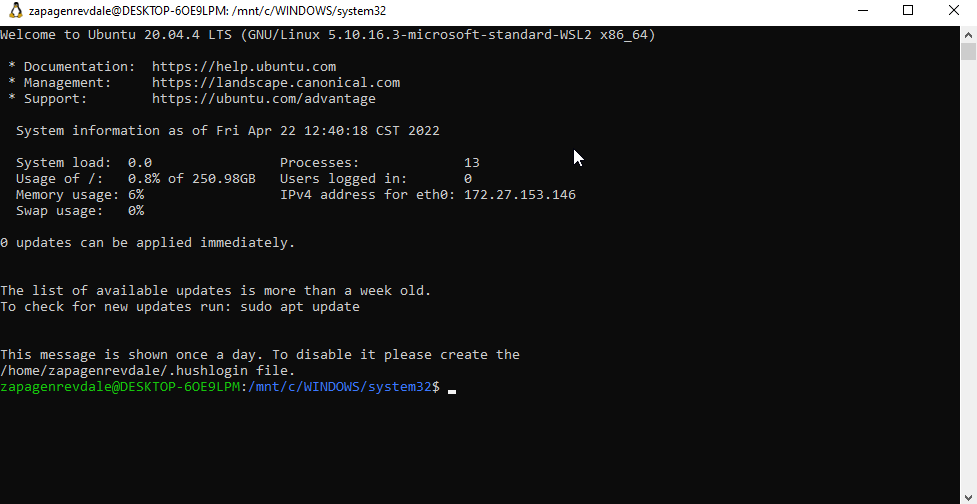 zapagenrevdale@DESKTOP-6OE9LPM: /mnt/c/WINDOWS/system32
Welcome to Ubuntu 20.04.4 LTS (GNU/Linux 5.10.16.3-microsoft-standard-WSL2 x86_64)
* Documentation:  https://help.ubuntu.com
* Management:     https://landscape.canonical.com
* Support:        https://ubuntu.com/advantage
System information as of Fri Apr 22 12:40:18 CST 2022
System load:  0.0                Processes:             13
Usage of /:   0.8% of 250.98GB   Users logged in:       0
Memory usage: 6%                 IPv4 address for eth0: 172.27.153.146
Swap usage:   0%
0 updates can be applied immediately.
The list of available updates is more than a week old.
To check for new updates run: sudo apt update
This message is shown once a day. To disable it please create the
/home/zapagenrevdale/.hushlogin file.
zapagenrevdale@DESKTOP-6OE9LPM:/mnt/c/WINDOWS/system32$